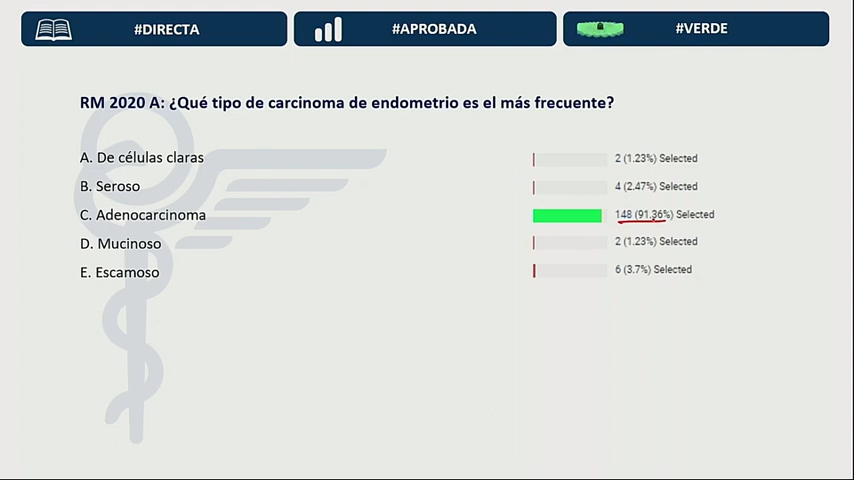 #DIRECTA
#APROBADA
#VERDE
RM 2020 A: ¿Qué tipo de carcinoma de endometrio es el más frecuente?
A. De células claras 2 (1.23%) Selected
B. Seroso 4 (2.47%) Selected
C. Adenocarcinoma 148 (91.36%) Selected
D. Mucinoso 2 (1.23%) Selected
E. Escamoso 6 (3.7%) Selected